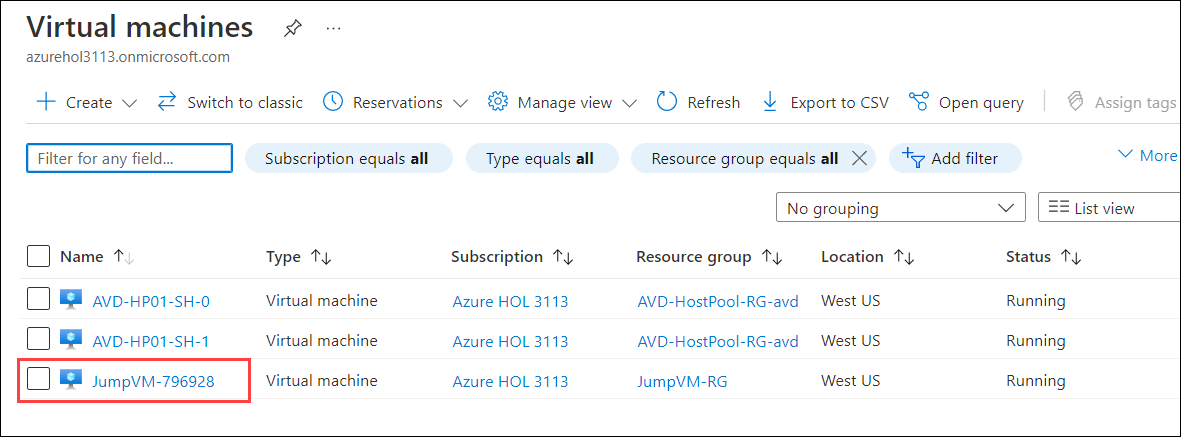 Virtual machines ...
azurehol3113.onmicrosoft.com
Create Switch to classic Reservations Manage view Refresh Export to CSV Open query Assign tags
Filter for any field... Subscription equals all Type equals all Resource group equals all Add filter More
No grouping List view
Name Type Subscription Resource group Location Status
AVD-HP01-SH-0 Virtual machine Azure HOL 3113 AVD-HostPool-RG-avd West US Running
AVD-HP01-SH-1 Virtual machine Azure HOL 3113 AVD-HostPool-RG-avd West US Running
JumpVM-796928 Virtual machine Azure HOL 3113 JumpVM-RG West US Running